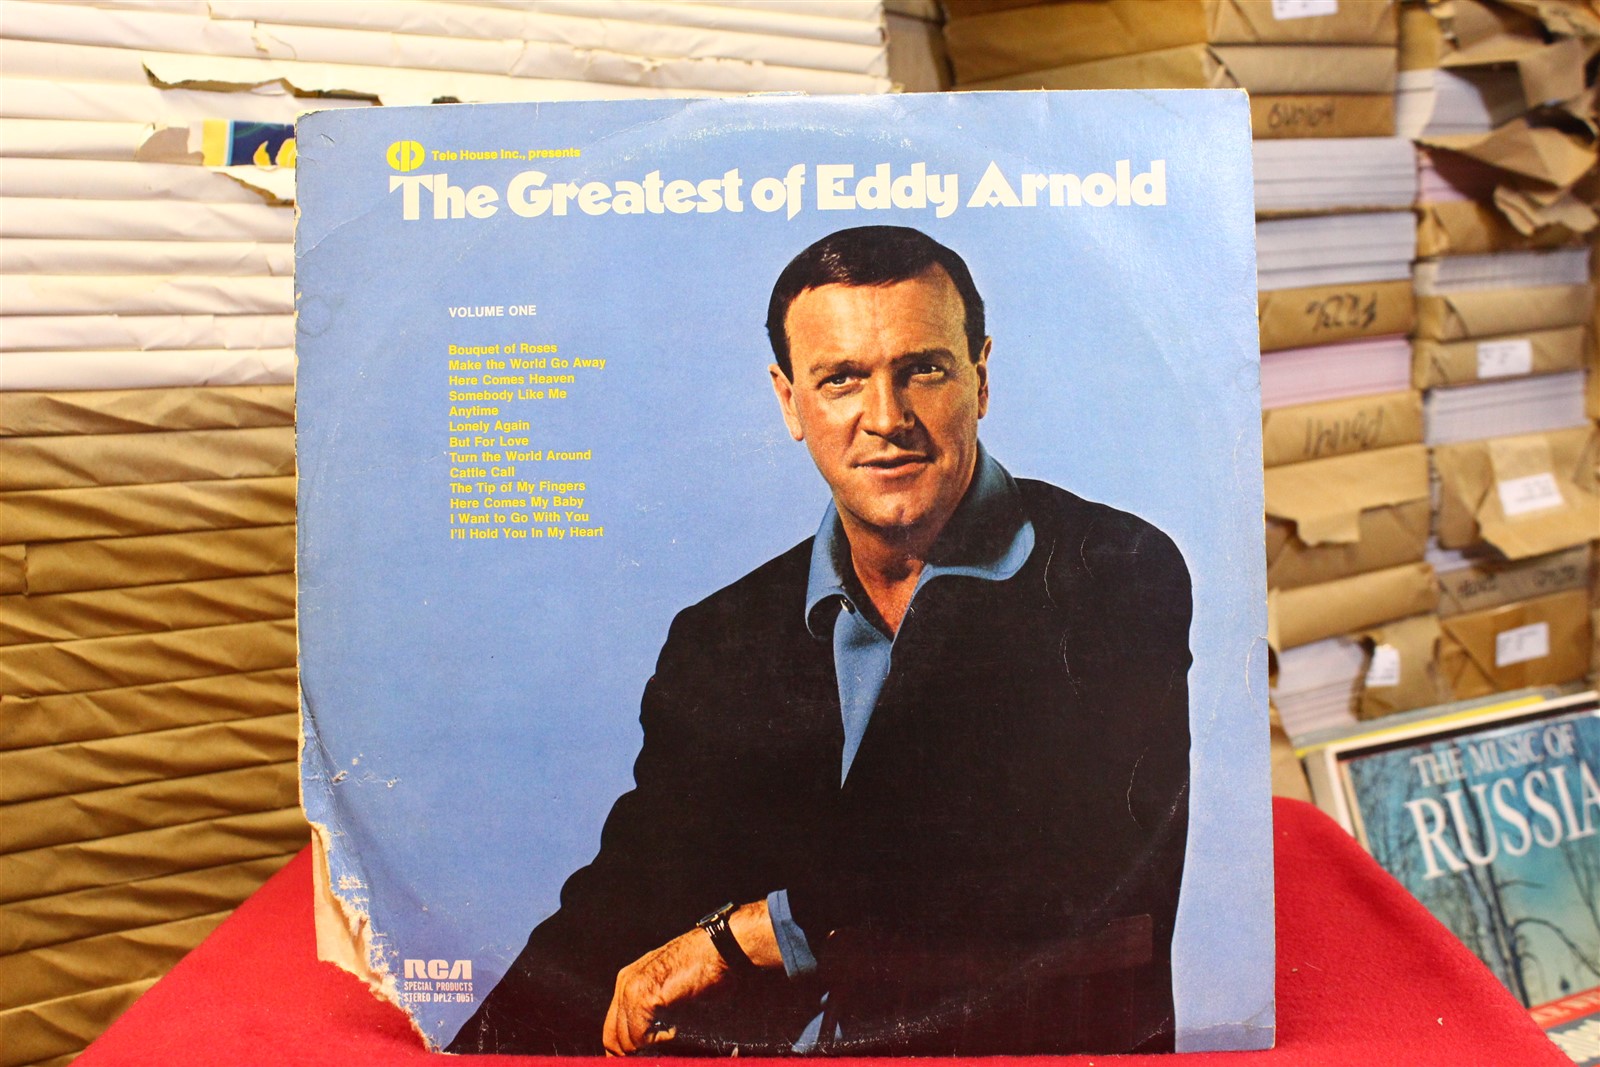 Tele House Inc., presents
The Greatest of Eddy Arnold
VOLUME ONE
Bouquet of Roses
Make the World Go Away
Here Comes Heaven
Somebody Like Me
Anytime
Lonely Again
But For Love
Turn the World Around
Cattle Call
The Tip of My Fingers
Here Comes My Baby
I Want to Go With You
I'll Hold You In My Heart
RCA
SPECIAL PRODUCTS
STEREO DPL2-0051
THE MUSIC OF
RUSSIA